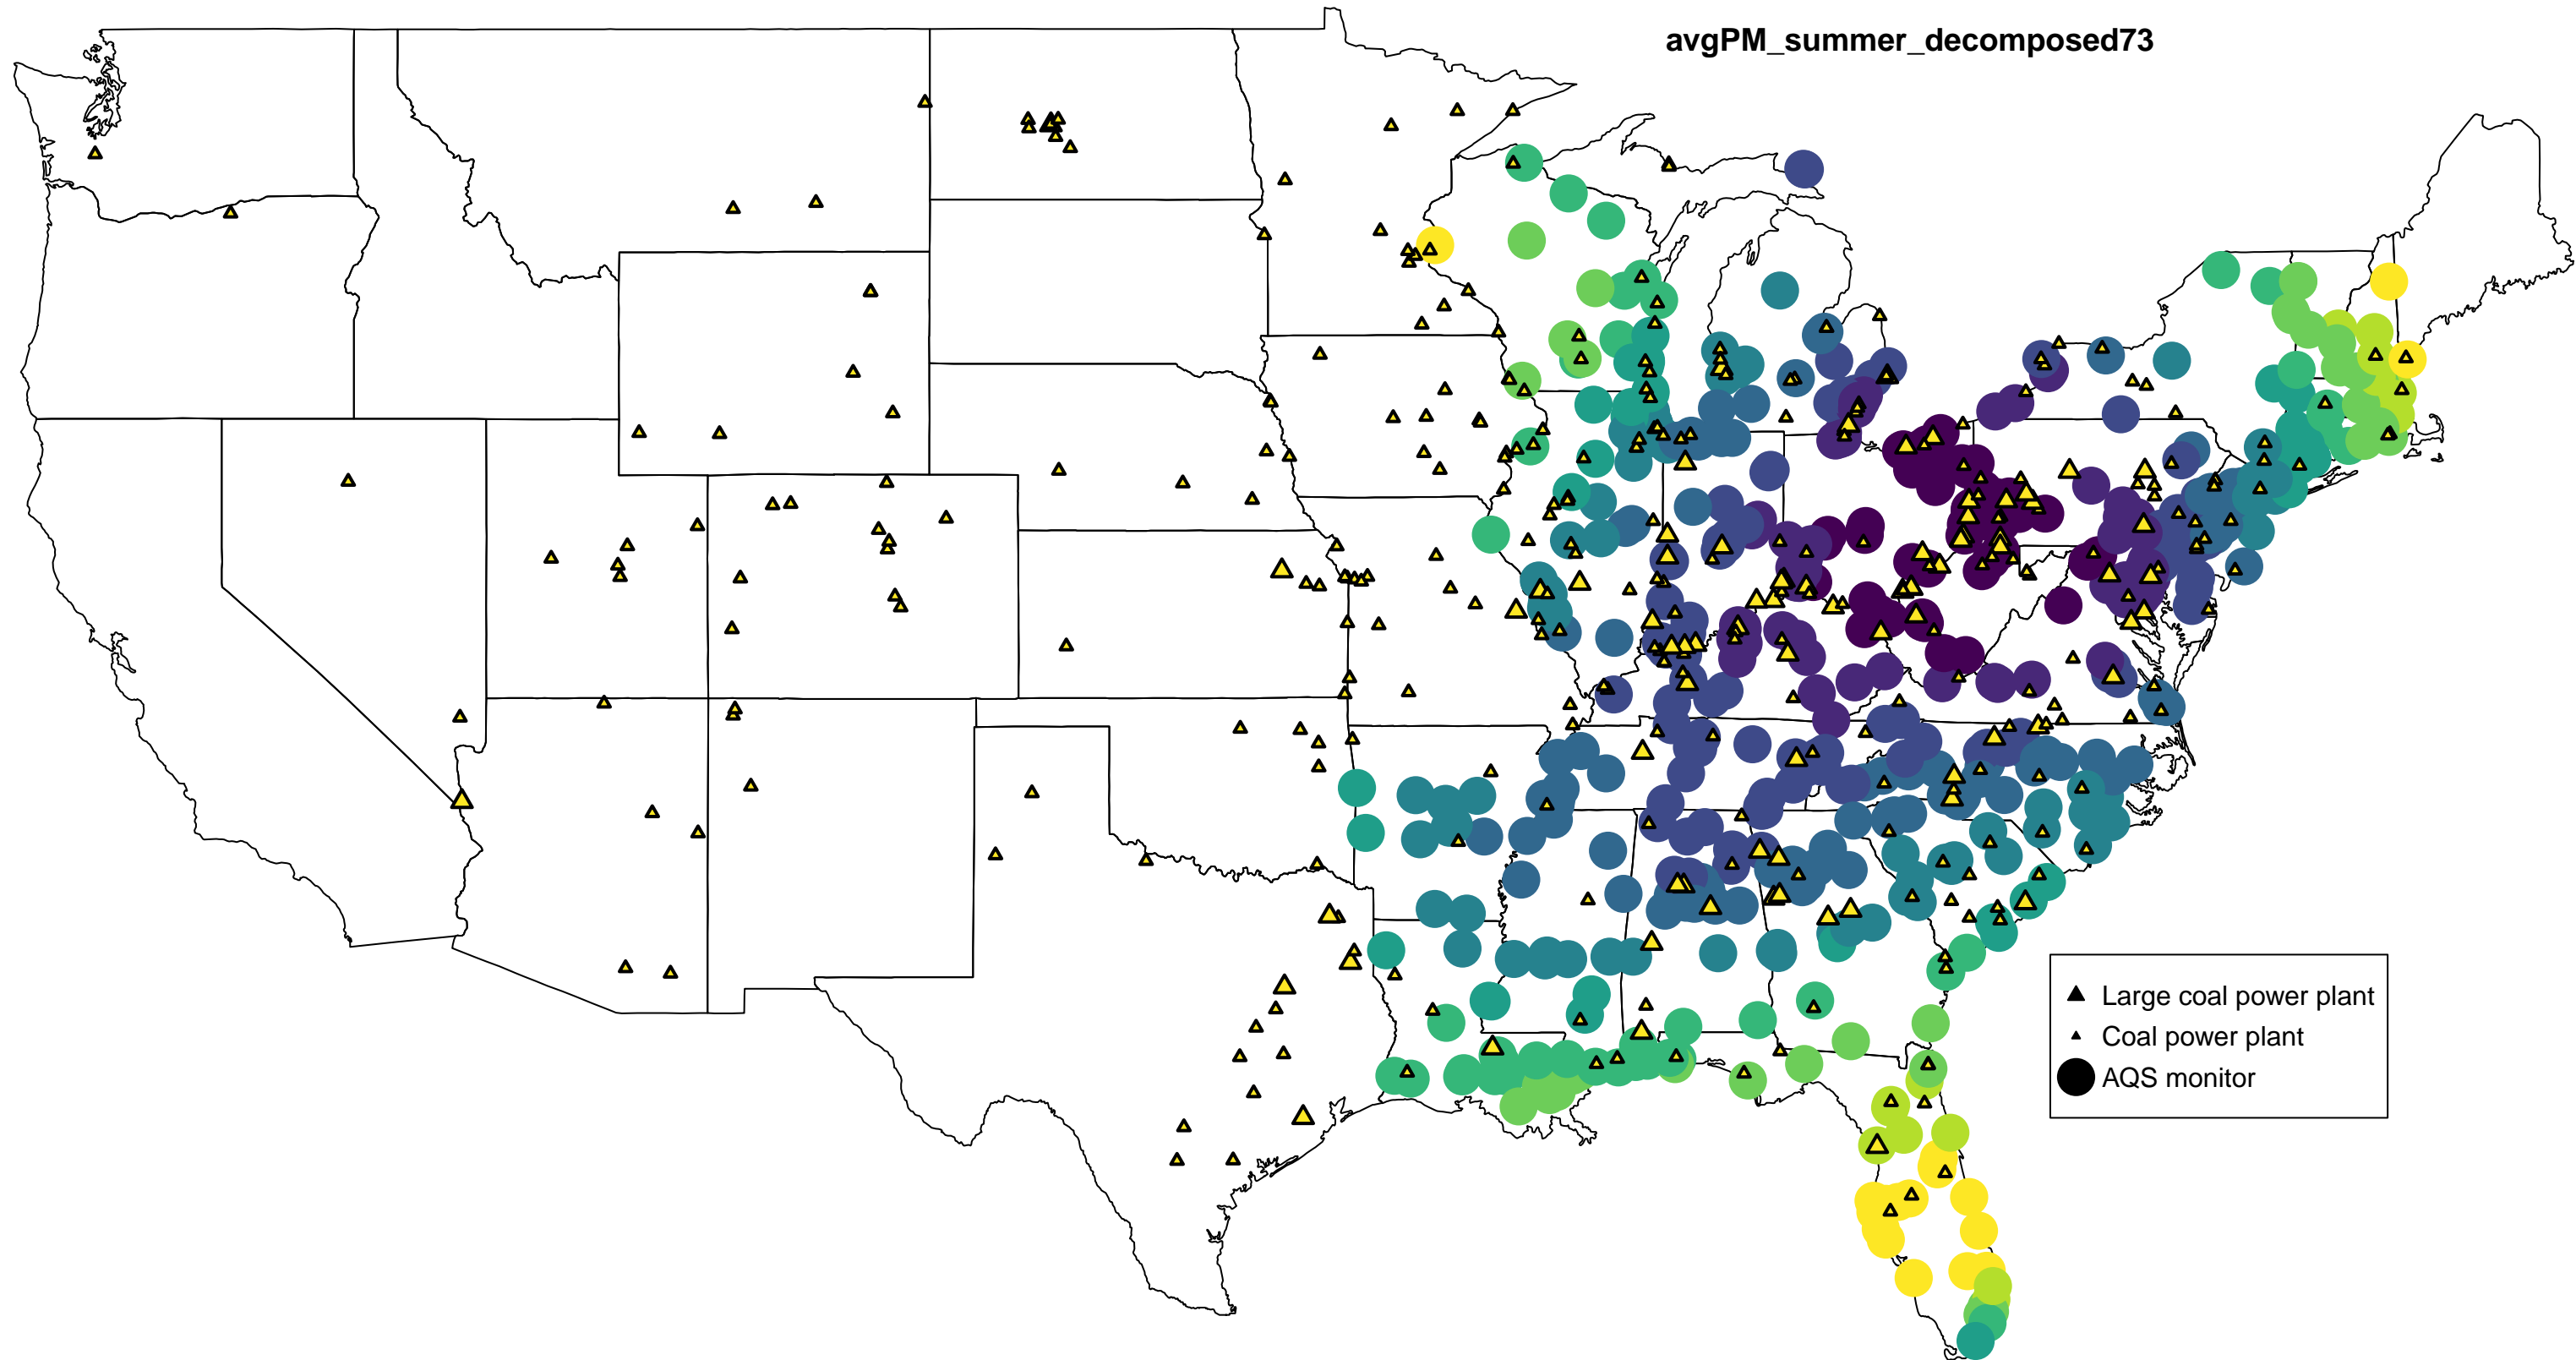 avgPM_summer_decomposed73
Large coal power plant
Coal power plant
AQS monitor